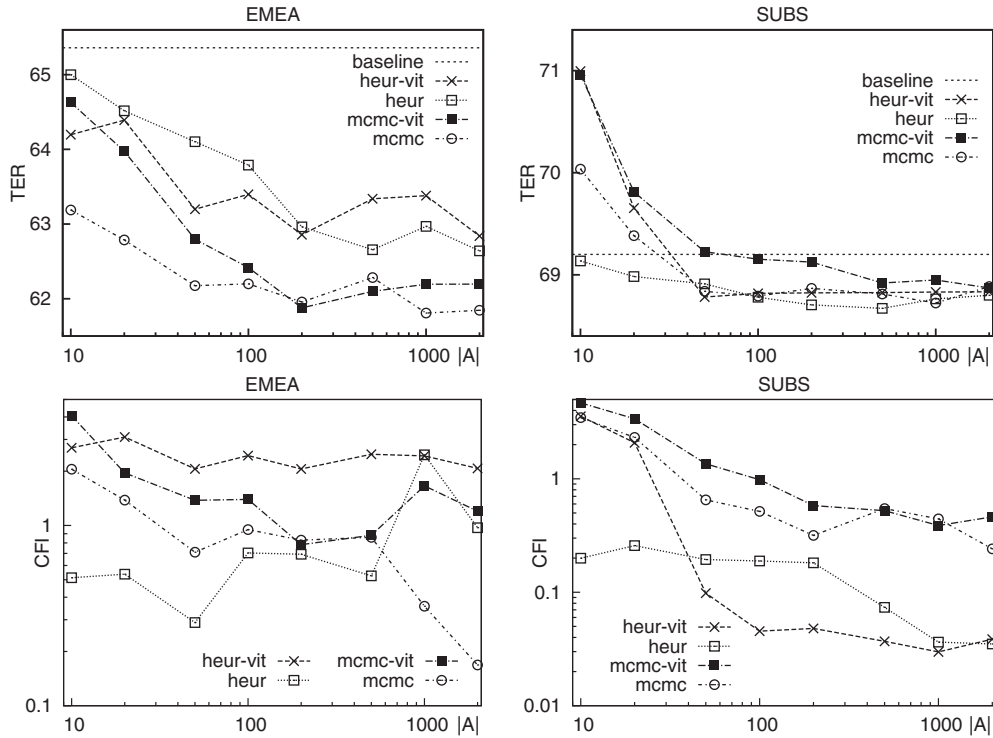 EMEA
65
64
63
62
TER
baseline
heur-vit
heur
mcmc-vit
mcmc
10
100
1000 |A|
SUBS
71
70
69
TER
baseline
heur-vit
heur
mcmc-vit
mcmc
10
100
1000 |A|
EMEA
1
0.1
CFI
heur-vit
heur
mcmc-vit
mcmc
10
100
1000 |A|
SUBS
1
0.1
0.01
CFI
heur-vit
heur
mcmc-vit
mcmc
10
100
1000 |A|